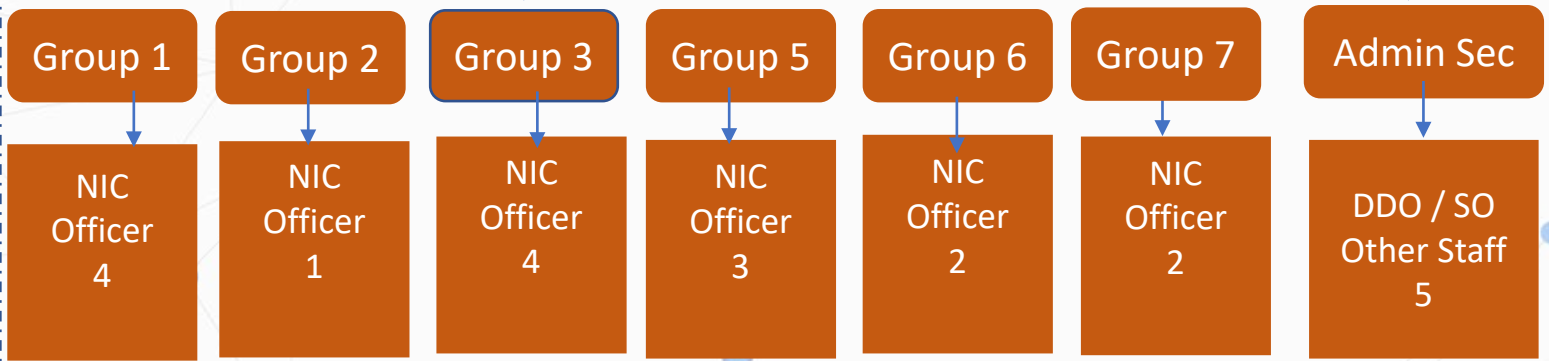 Group 1
Group 2
Group 3
Group 5
Group 6
Group 7
Admin Sec
NIC
Officer
4
NIC
Officer
1
NIC
Officer
4
NIC
Officer
3
NIC
Officer
2
NIC
Officer
2
DDO / SO
Other Staff
5